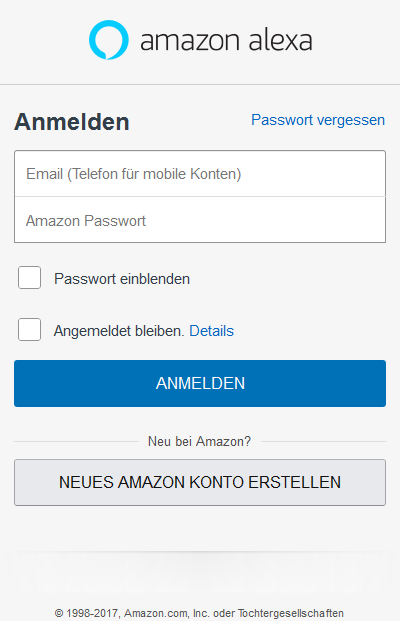 amazon alexa
Anmelden
Passwort vergessen
Email (Telefon für mobile Konten)
Amazon Passwort
Passwort einblenden
Angemeldet bleiben. Details
ANMELDEN
Neu bei Amazon?
NEUES AMAZON KONTO ERSTELLEN
© 1998-2017, Amazon.com, Inc. oder Tochtergesellschaften